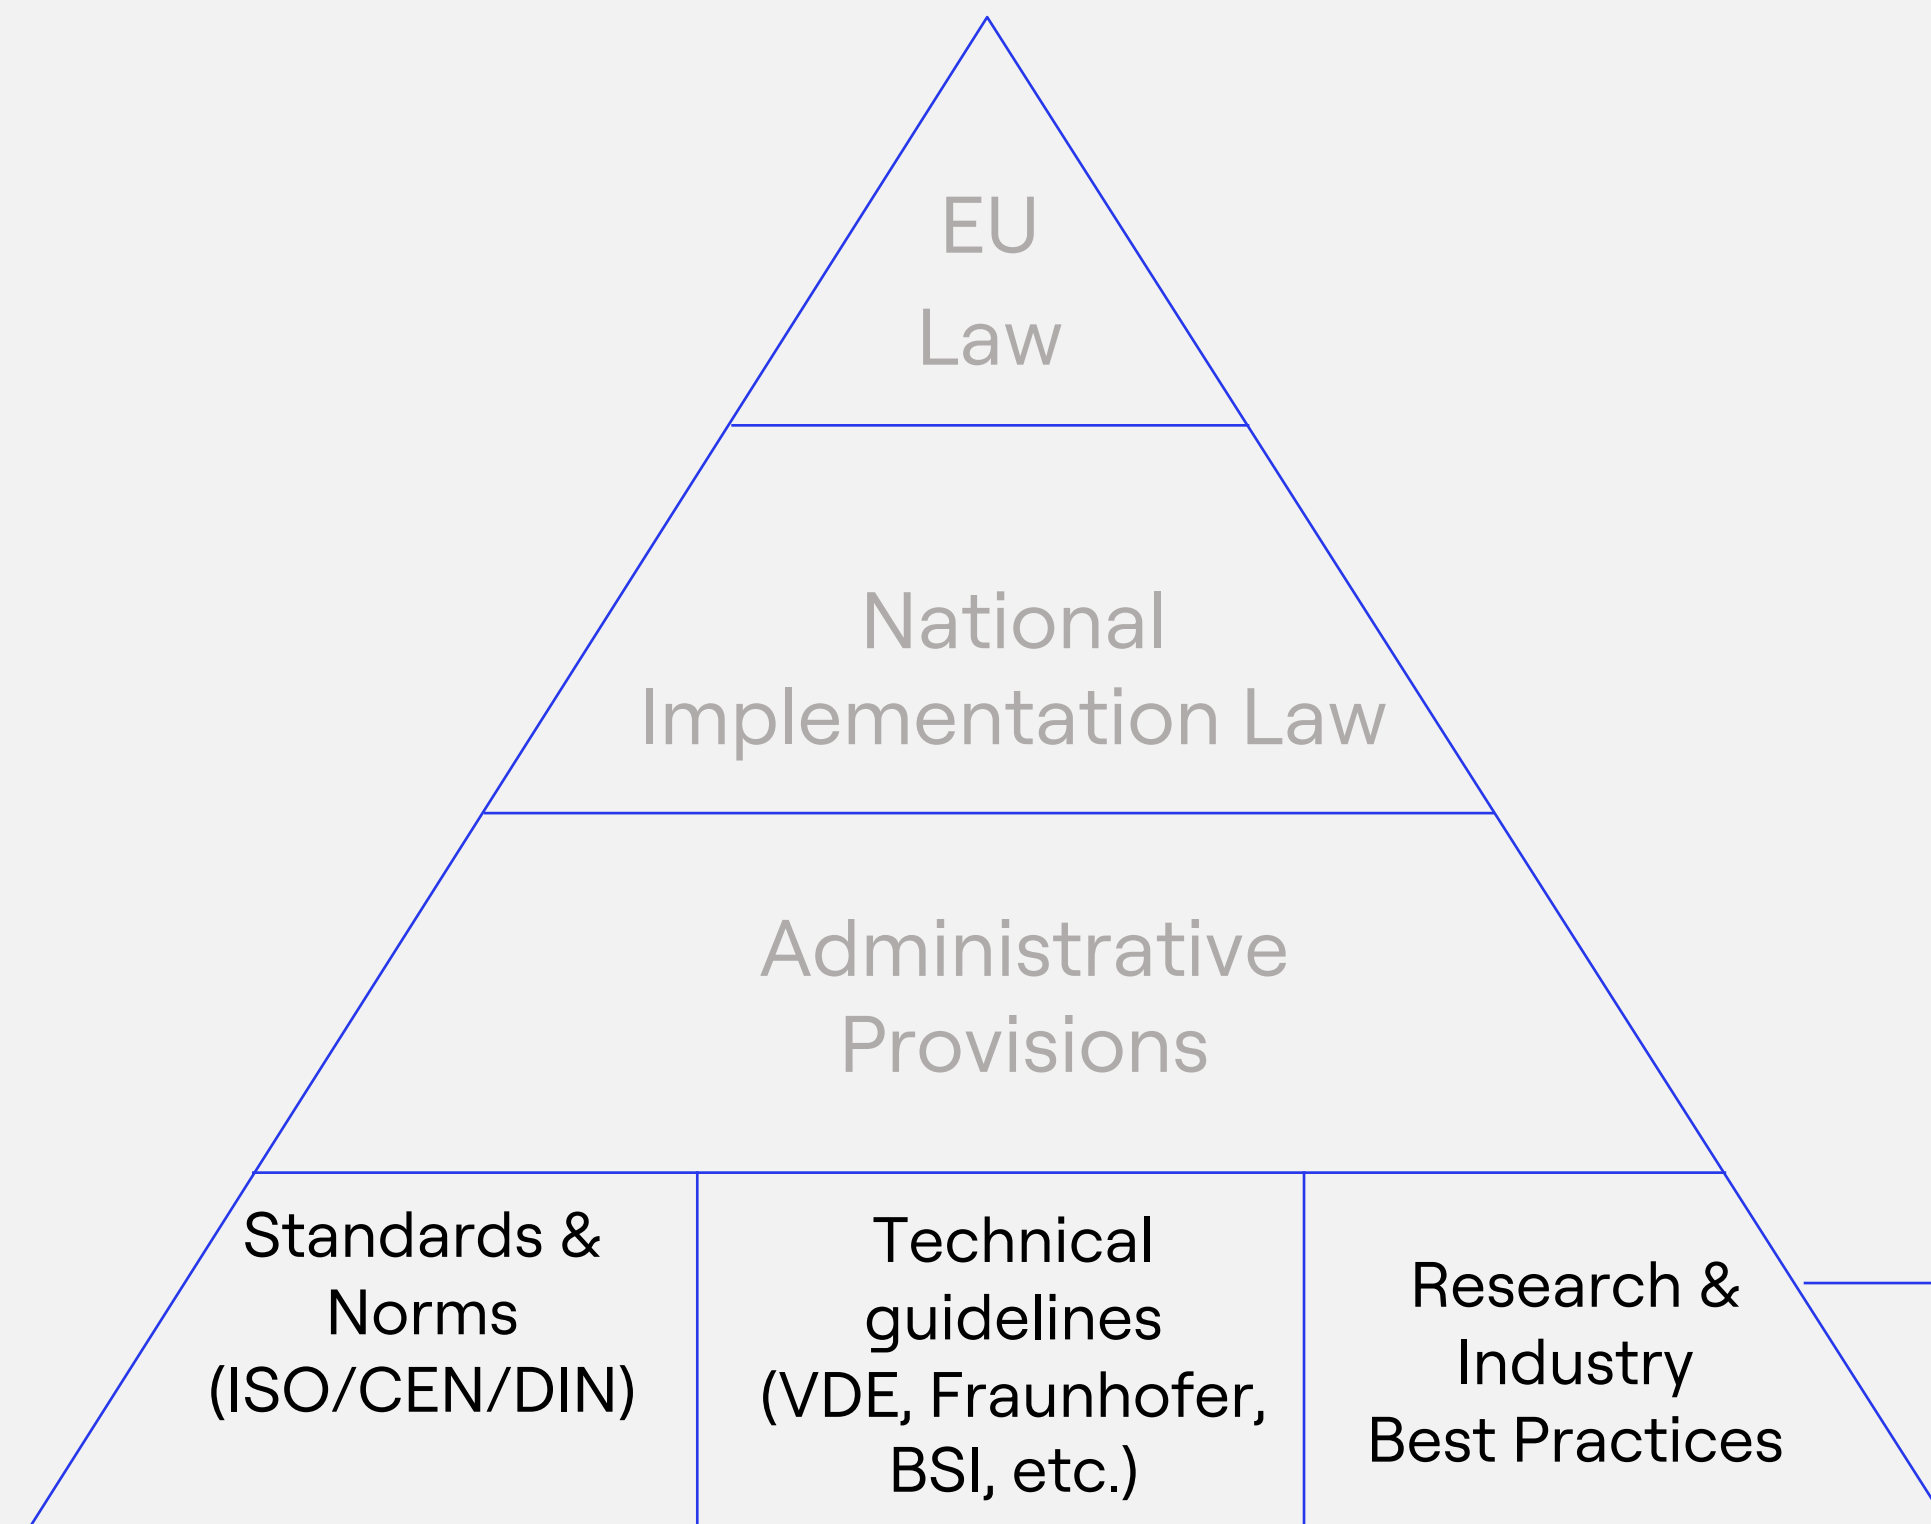 EU
Law
National
Implementation Law
Administrative
Provisions
Standards &
Norms
(ISO/CEN/DIN)
Technical
guidelines
(VDE, Fraunhofer,
BSI, etc.)
Research &
Industry
Best Practices